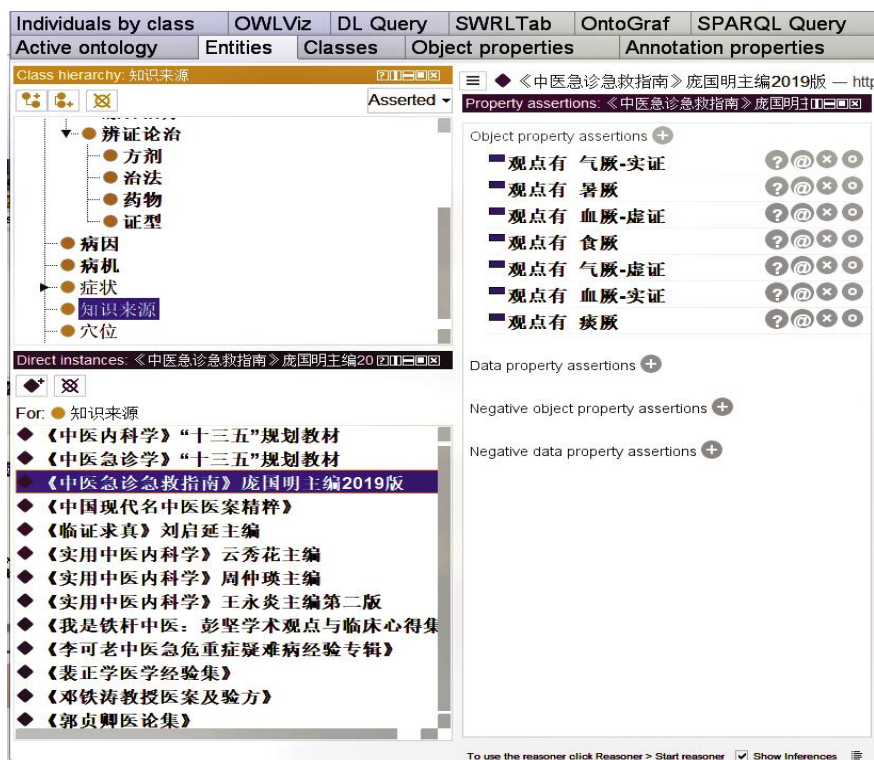 Individuals by class OWLViz DL Query SWRLTab OntoGraf SPARQL Query
Active ontology Entities Classes Object properties Annotation properties
Class hierarchy: 知识来源
Asserted
辨证论治
方剂
治法
药物
证型
病因
病机
症状
知识来源
穴位
Direct instances: 《中医急诊急救指南》庞国明主编20
For: 知识来源
《中医内科学》“十三五”规划教材
《中医急诊学》“十三五”规划教材
《中医急诊急救指南》庞国明主编2019版
《中国现代名中医医案精粹》
《临证求真》刘启延主编
《实用中医内科学》云秀花主编
《实用中医内科学》周仲瑛主编
《实用中医内科学》王永炎主编第二版
《我是铁杆中医：彭坚学术观点与临床心得集
《李可老中医急危重症疑难病经验专辑》
《裴正学医学经验集》
《邓铁涛教授医案及验方》
《郭贞卿医论集》
《中医急诊急救指南》庞国明主编2019版 — http
Property assertions: 《中医急诊急救指南》庞国明主
Object property assertions
观点有 气厥-实证
观点有 暑厥
观点有 血厥-虚证
观点有 食厥
观点有 气厥-虚证
观点有 血厥-实证
观点有 痰厥
Data property assertions
Negative object property assertions
Negative data property assertions
To use the reasoner click Reasoner > Start reasoner Show Inferences